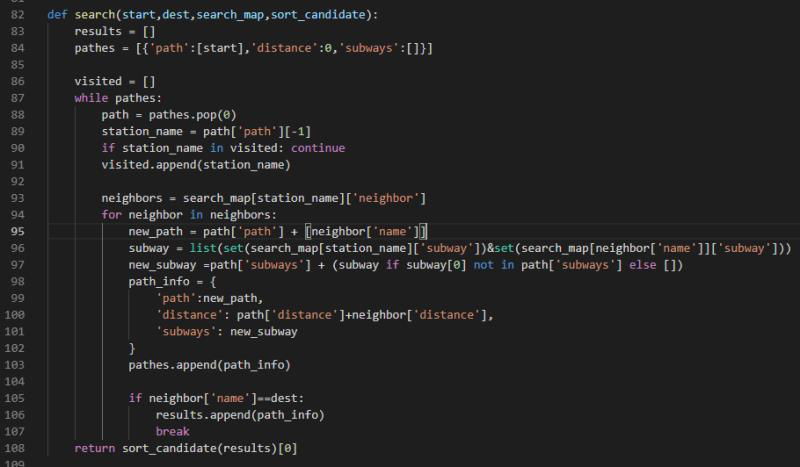 82 def search(start,dest,search_map,sort_candidate):
83     results = []
84     pathes = [{'path':[start],'distance':0,'subways':[]}]
85
86     visited = []
87     while pathes:
88         path = pathes.pop(0)
89         station_name = path['path'][-1]
90         if station_name in visited: continue
91         visited.append(station_name)
92
93         neighbors = search_map[station_name]['neighbor']
94         for neighbor in neighbors:
95             new_path = path['path'] + [neighbor['name']]
96             subway = list(set(search_map[station_name]['subway'])&set(search_map[neighbor['name']]['subway']))
97             new_subway =path['subways'] + (subway if subway[0] not in path['subways'] else [])
98             path_info = {
99                 'path':new_path,
100                 'distance': path['distance']+neighbor['distance'],
101                 'subways': new_subway
102             }
103             pathes.append(path_info)
104
105             if neighbor['name']==dest:
106                 results.append(path_info)
107                 break
108     return sort_candidate(results)[0]
109